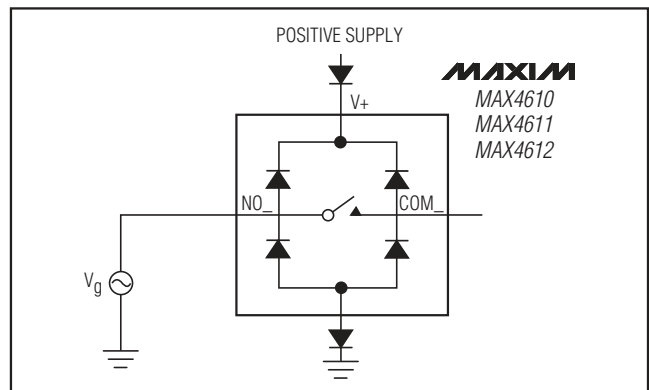 POSITIVE SUPPLY
MAXIM
MAX4610
MAX4611
MAX4612
V+
NO_
COM_
Vg